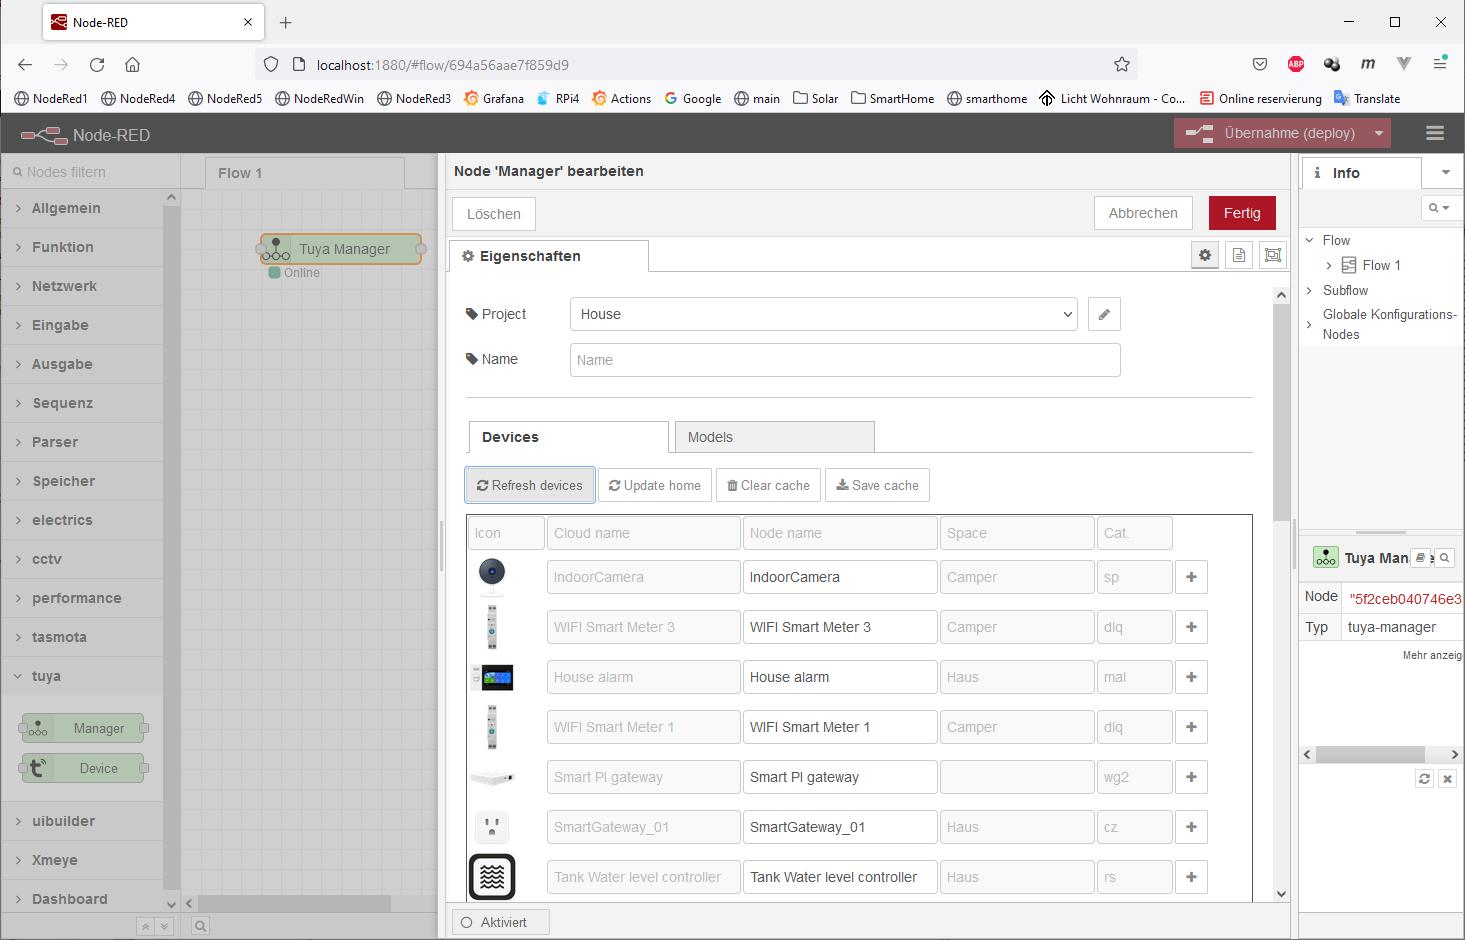 Node-RED
localhost:1880/#flow/694a56aae7f859d9
ABP
m
NodeRed1 NodeRed4 NodeRed5 NodeRedWin NodeRed3 Grafana RPi4 Actions Google main Solar SmartHome smarthome Licht Wohnraum - Co... Online reservierung Translate
Node-RED
Übernahme (deploy)
Nodes filtern
Allgemein
Funktion
Netzwerk
Eingabe
Ausgabe
Sequenz
Parser
Speicher
electrics
cctv
performance
tasmota
tuya
Manager
Device
uibuilder
Xmeye
Dashboard
Flow 1
Tuya Manager
Online
Node 'Manager' bearbeiten
Löschen
Abbrechen
Fertig
Eigenschaften
Project House
Name Name
Devices Models
Refresh devices Update home Clear cache Save cache
Icon Cloud name Node name Space Cat.
IndoorCamera IndoorCamera Camper sp
WIFI Smart Meter 3 WIFI Smart Meter 3 Camper dlq
House alarm House alarm Haus mal
WIFI Smart Meter 1 WIFI Smart Meter 1 Camper dlq
Smart PI gateway Smart PI gateway wg2
SmartGateway_01 SmartGateway_01 Haus cz
Tank Water level controller Tank Water level controller Haus rs
Aktiviert
i Info
Flow
Flow 1
Subflow
Globale Konfigurations-
Nodes
Tuya Man
Node "5f2ceb040746e3
Typ tuya-manager
Mehr anzeig